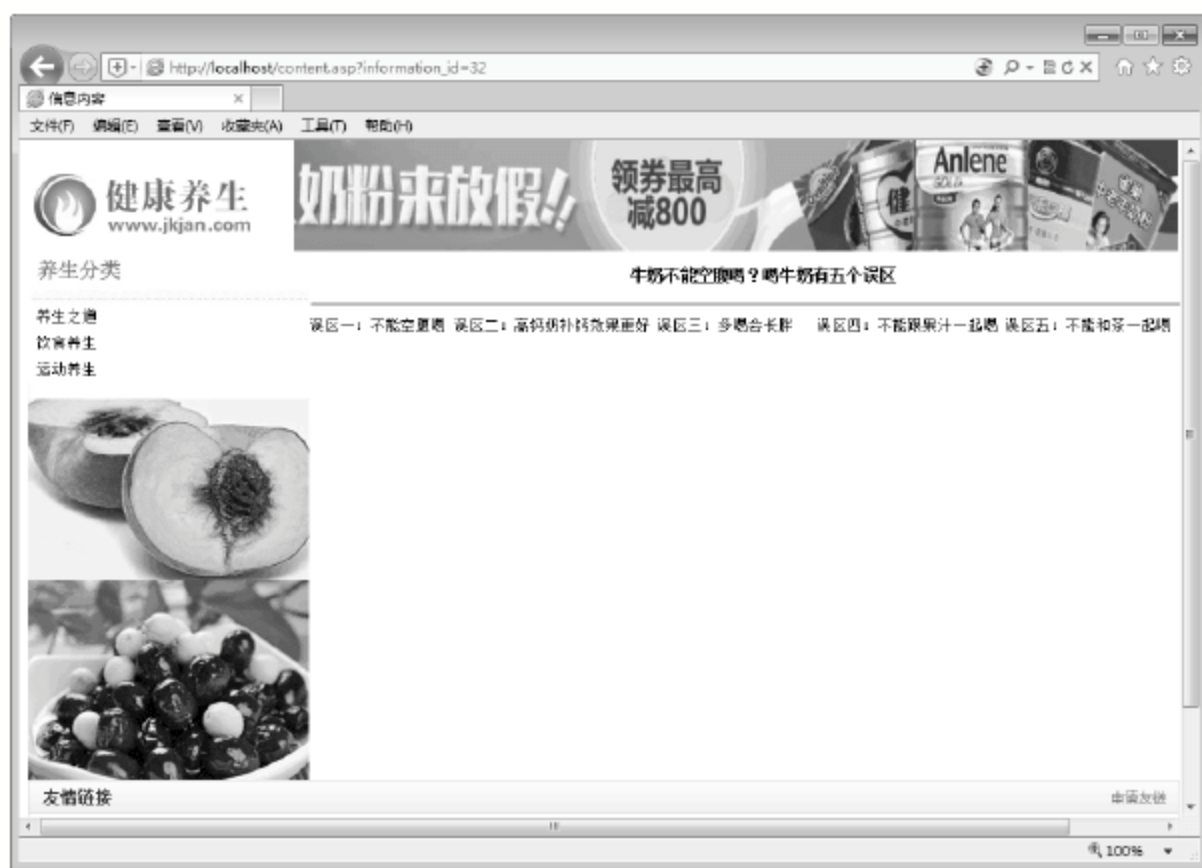 http://localhost/content.asp?information_id=32
信息内容
文件(F) 编辑(E) 查看(V) 收藏夹(A) 工具(T) 帮助(H)
健康养生
www.jkjan.com
奶粉来放假!!
领券最高
减800
Anlene
GOLD
健
养生分类
牛奶不能空腹喝？喝牛奶有五个误区
养生之道
误区一：不能空腹喝 误区二：高钙奶补钙效果更好 误区三：多喝会长胖 误区四：不能跟果汁一起喝 误区五：不能和茶一起喝
饮食养生
运动养生
友情链接
申请友链
100%